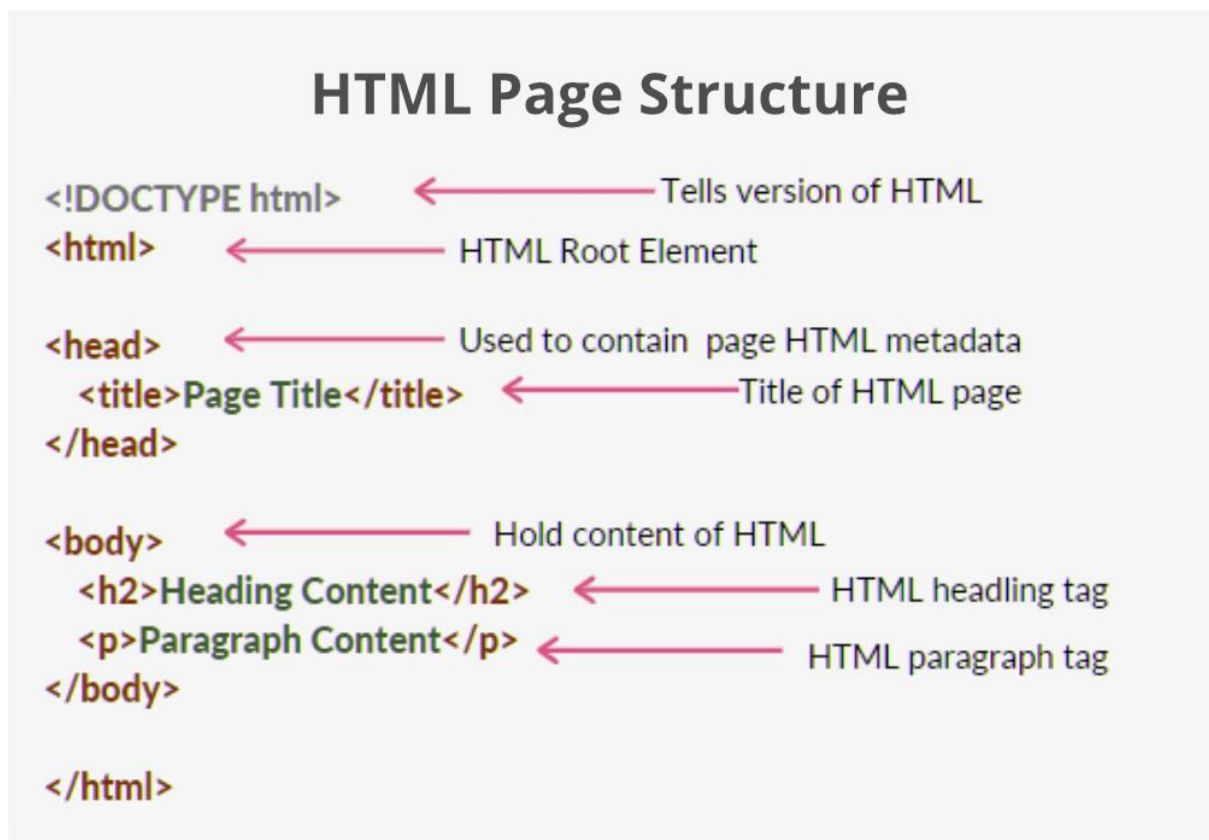 HTML Page Structure
<!DOCTYPE html> Tells version of HTML
<html> HTML Root Element
<head> Used to contain page HTML metadata
<title>Page Title</title> Title of HTML page
</head>
<body> Hold content of HTML
<h2>Heading Content</h2> HTML headling tag
<p>Paragraph Content</p> HTML paragraph tag
</body>
</html>